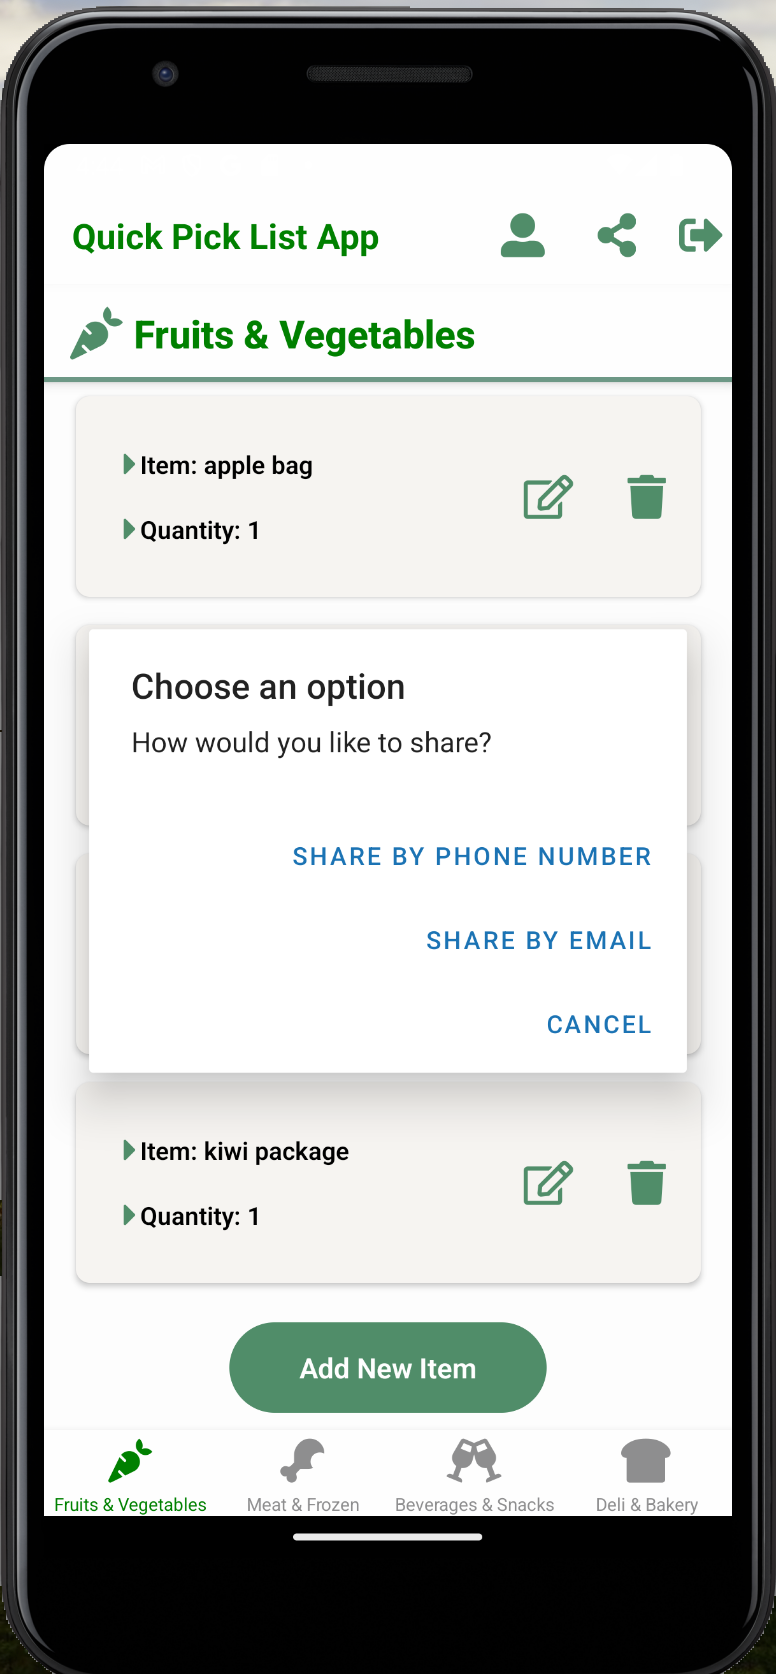 Quick Pick List App
Fruits & Vegetables
Item: apple bag
Quantity: 1
Choose an option
How would you like to share?
SHARE BY PHONE NUMBER
SHARE BY EMAIL
CANCEL
Item: kiwi package
Quantity: 1
Add New Item
Fruits & Vegetables
Meat & Frozen
Beverages & Snacks
Deli & Bakery